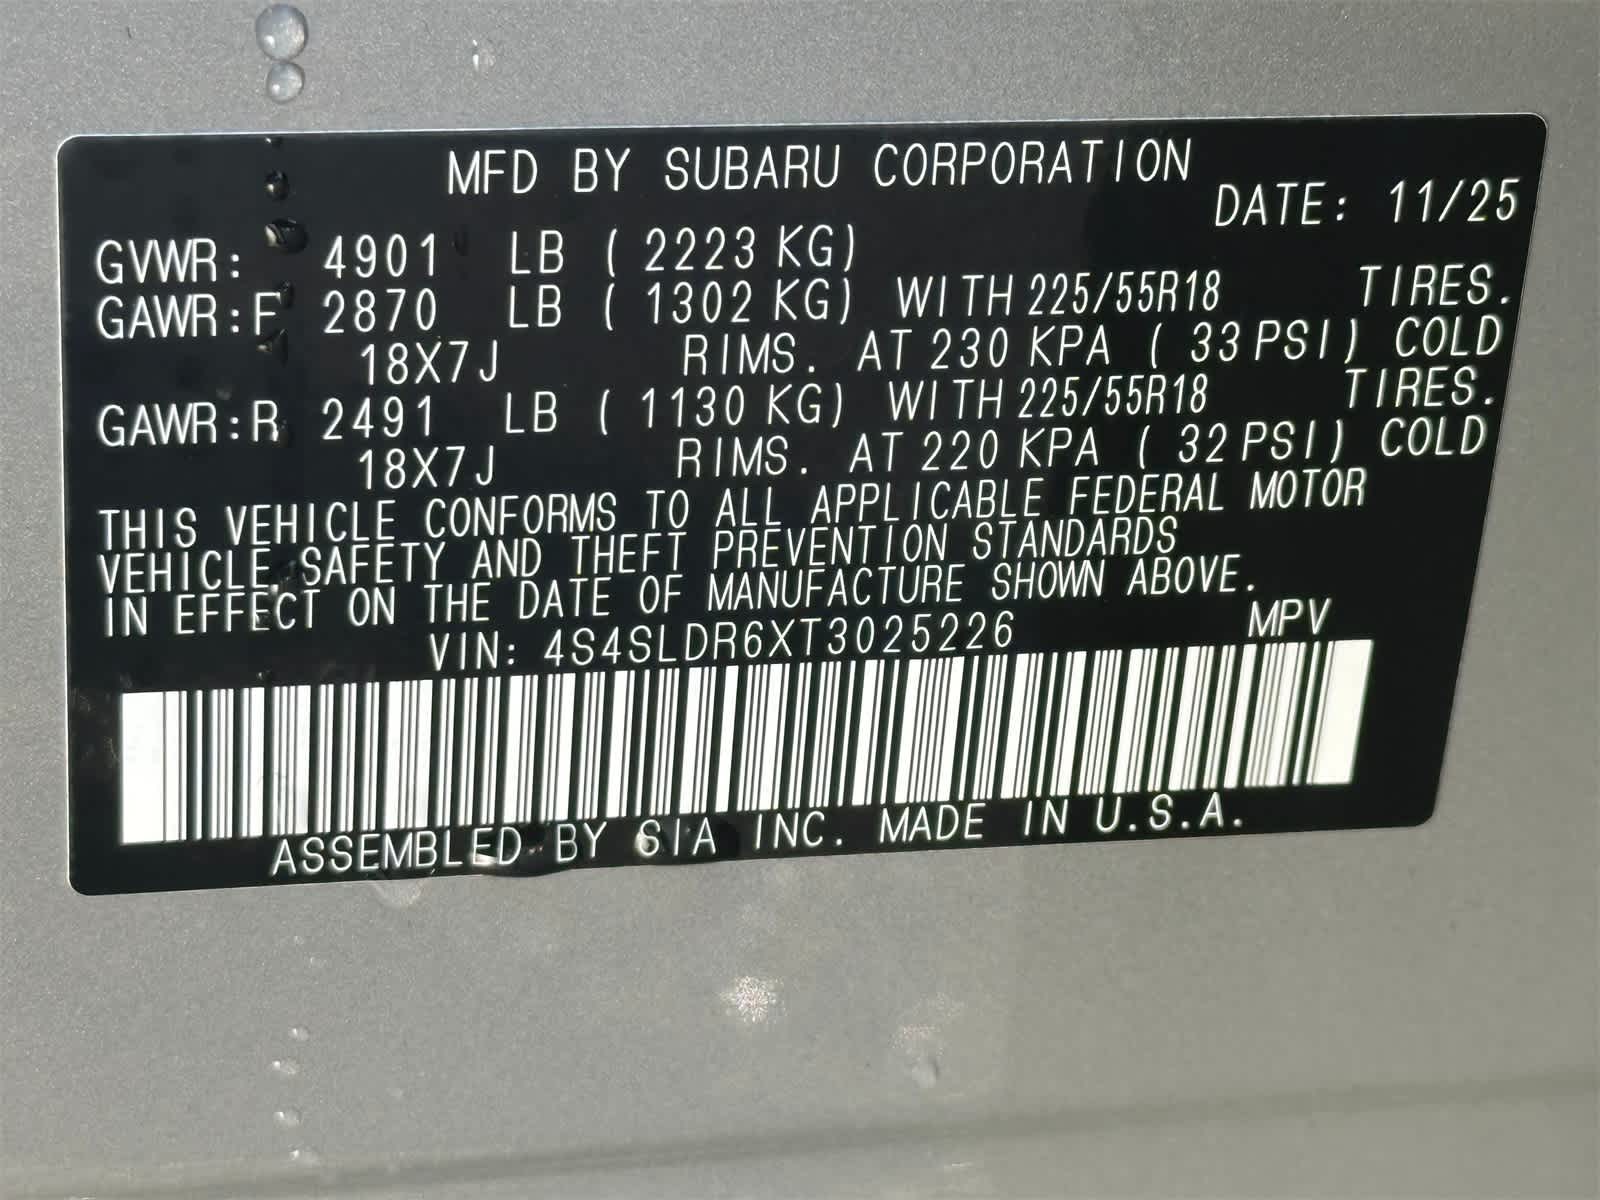 MFD BY SUBARU CORPORATION
DATE: 11/25
GVWR: 4901 LB ( 2223 KG)
GAWR:F 2870 LB ( 1302 KG) WITH 225/55R18 TIRES.
18X7J RIMS. AT 230 KPA ( 33 PSI) COLD
GAWR:R 2491 LB ( 1130 KG) WITH 225/55R18 TIRES.
18X7J RIMS. AT 220 KPA ( 32 PSI) COLD
THIS VEHICLE CONFORMS TO ALL APPLICABLE FEDERAL MOTOR
VEHICLE SAFETY AND THEFT PREVENTION STANDARDS
IN EFFECT ON THE DATE OF MANUFACTURE SHOWN ABOVE.
VIN: 4S4SLDR6XT3025226 MPV
ASSEMBLED BY SIA INC. MADE IN U.S.A.